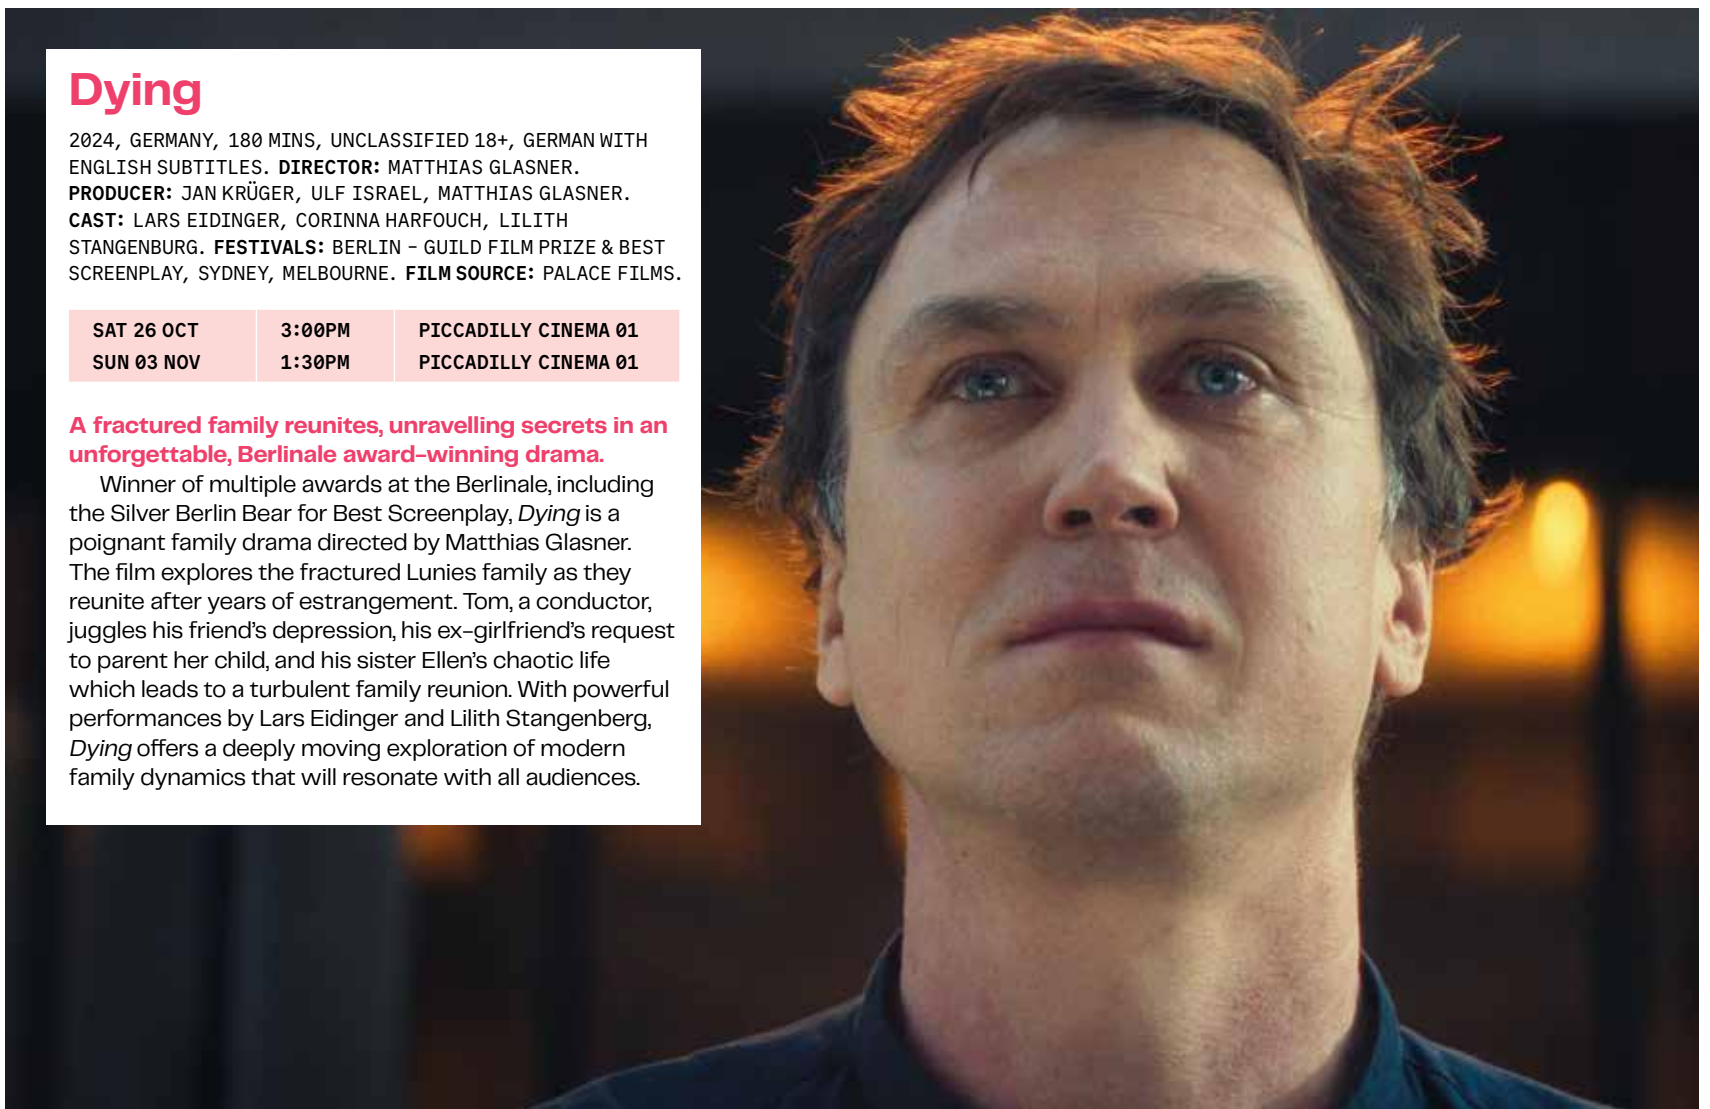 Dying
2024, GERMANY, 180 MINS, UNCLASSIFIED 18+, GERMAN WITH
ENGLISH SUBTITLES. DIRECTOR: MATTHIAS GLASNER.
PRODUCER: JAN KRÜGER, ULF ISRAEL, MATTHIAS GLASNER.
CAST: LARS EIDINGER, CORINNA HARFOUCH, LILITH
STANGENBURG. FESTIVALS: BERLIN - GUILD FILM PRIZE & BEST
SCREENPLAY, SYDNEY, MELBOURNE. FILM SOURCE: PALACE FILMS.
SAT 26 OCT 3:00PM PICCADILLY CINEMA 01
SUN 03 NOV 1:30PM PICCADILLY CINEMA 01
A fractured family reunites, unravelling secrets in an
unforgettable, Berlinale award-winning drama.
Winner of multiple awards at the Berlinale, including
the Silver Berlin Bear for Best Screenplay, Dying is a
poignant family drama directed by Matthias Glasner.
The film explores the fractured Lunies family as they
reunite after years of estrangement. Tom, a conductor,
juggles his friend's depression, his ex-girlfriend's request
to parent her child, and his sister Ellen's chaotic life
which leads to a turbulent family reunion. With powerful
performances by Lars Eidinger and Lilith Stangenberg,
Dying offers a deeply moving exploration of modern
family dynamics that will resonate with all audiences.